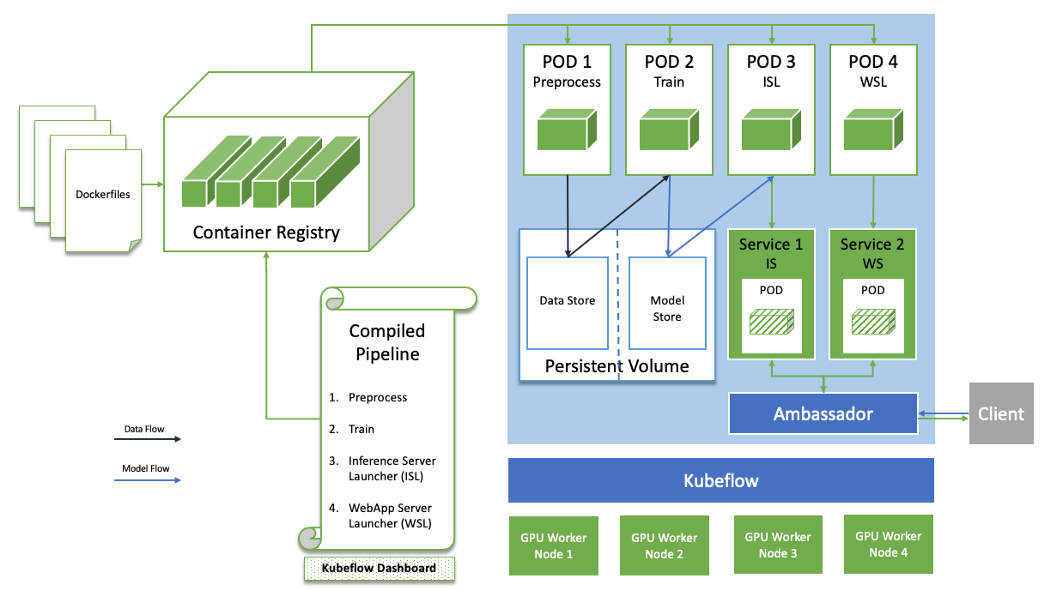 POD 1
Preprocess
POD 2
Train
POD 3
ISL
POD 4
WSL
Dockerfiles
Container Registry
Service 1
IS
POD
Service 2
WS
POD
Data Store
Model
Store
Persistent Volume
Compiled
Pipeline
1. Preprocess
2. Train
3. Inference Server
Launcher (ISL)
4. WebApp Server
Launcher (WSL)
Kubeflow Dashboard
Data Flow
Model Flow
Ambassador
Client
Kubeflow
GPU Worker
Node 1
GPU Worker
Node 2
GPU Worker
Node 3
GPU Worker
Node 4